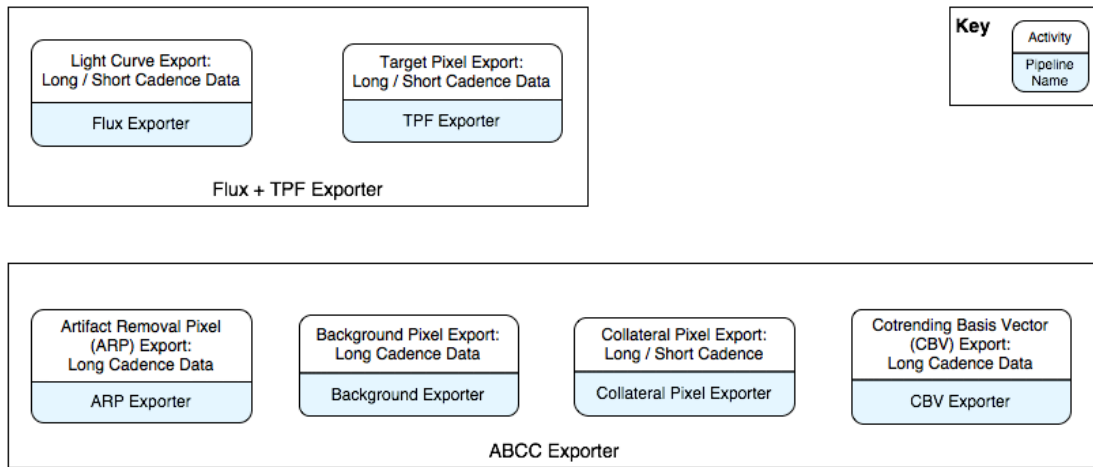 Light Curve Export:
Long / Short Cadence Data
Flux Exporter
Target Pixel Export:
Long / Short Cadence Data
TPF Exporter
Flux + TPF Exporter
Key
Activity
Pipeline
Name
Artifact Removal Pixel
(ARP) Export:
Long Cadence Data
ARP Exporter
Background Pixel Export:
Long Cadence Data
Background Exporter
Collateral Pixel Export:
Long / Short Cadence
Collateral Pixel Exporter
Cotrending Basis Vector
(CBV) Export:
Long Cadence Data
CBV Exporter
ABCC Exporter